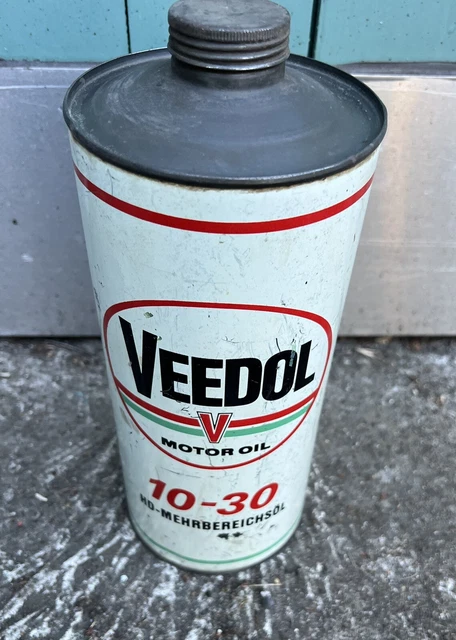 VEEDOL
V
MOTOR OIL
10-30
HD-MEHRBEREICHSÖL